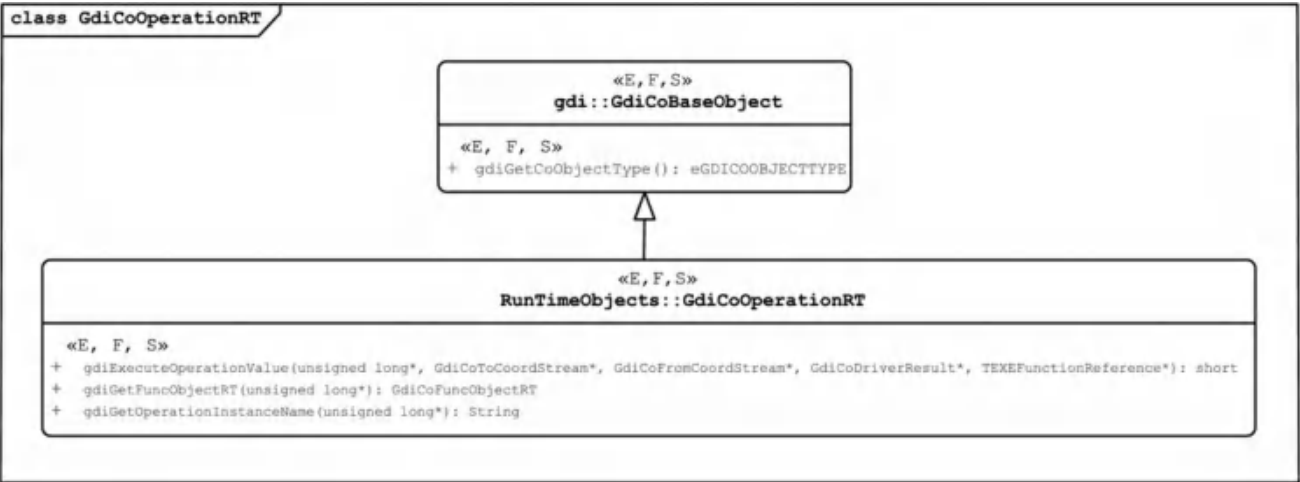 class GdiCoOperationRT
«E,F,S»
gdi::GdiCoBaseObject
«E, F, S»
+ gdiGetCoObjectType(): eGDICOOBJECTTYPE
«E,F,S»
RunTimeObjects::GdiCoOperationRT
«E, F, S»
+ gdiExecuteOperationValue(unsigned long*, GdiCoToCoordStream*, GdiCoFromCoordStream*, GdiCoDriverResult*, TEXEFunctionReference*): short
+ gdiGetFuncObjectRT(unsigned long*): GdiCoFuncObjectRT
+ gdiGetOperationInstanceName(unsigned long*): String